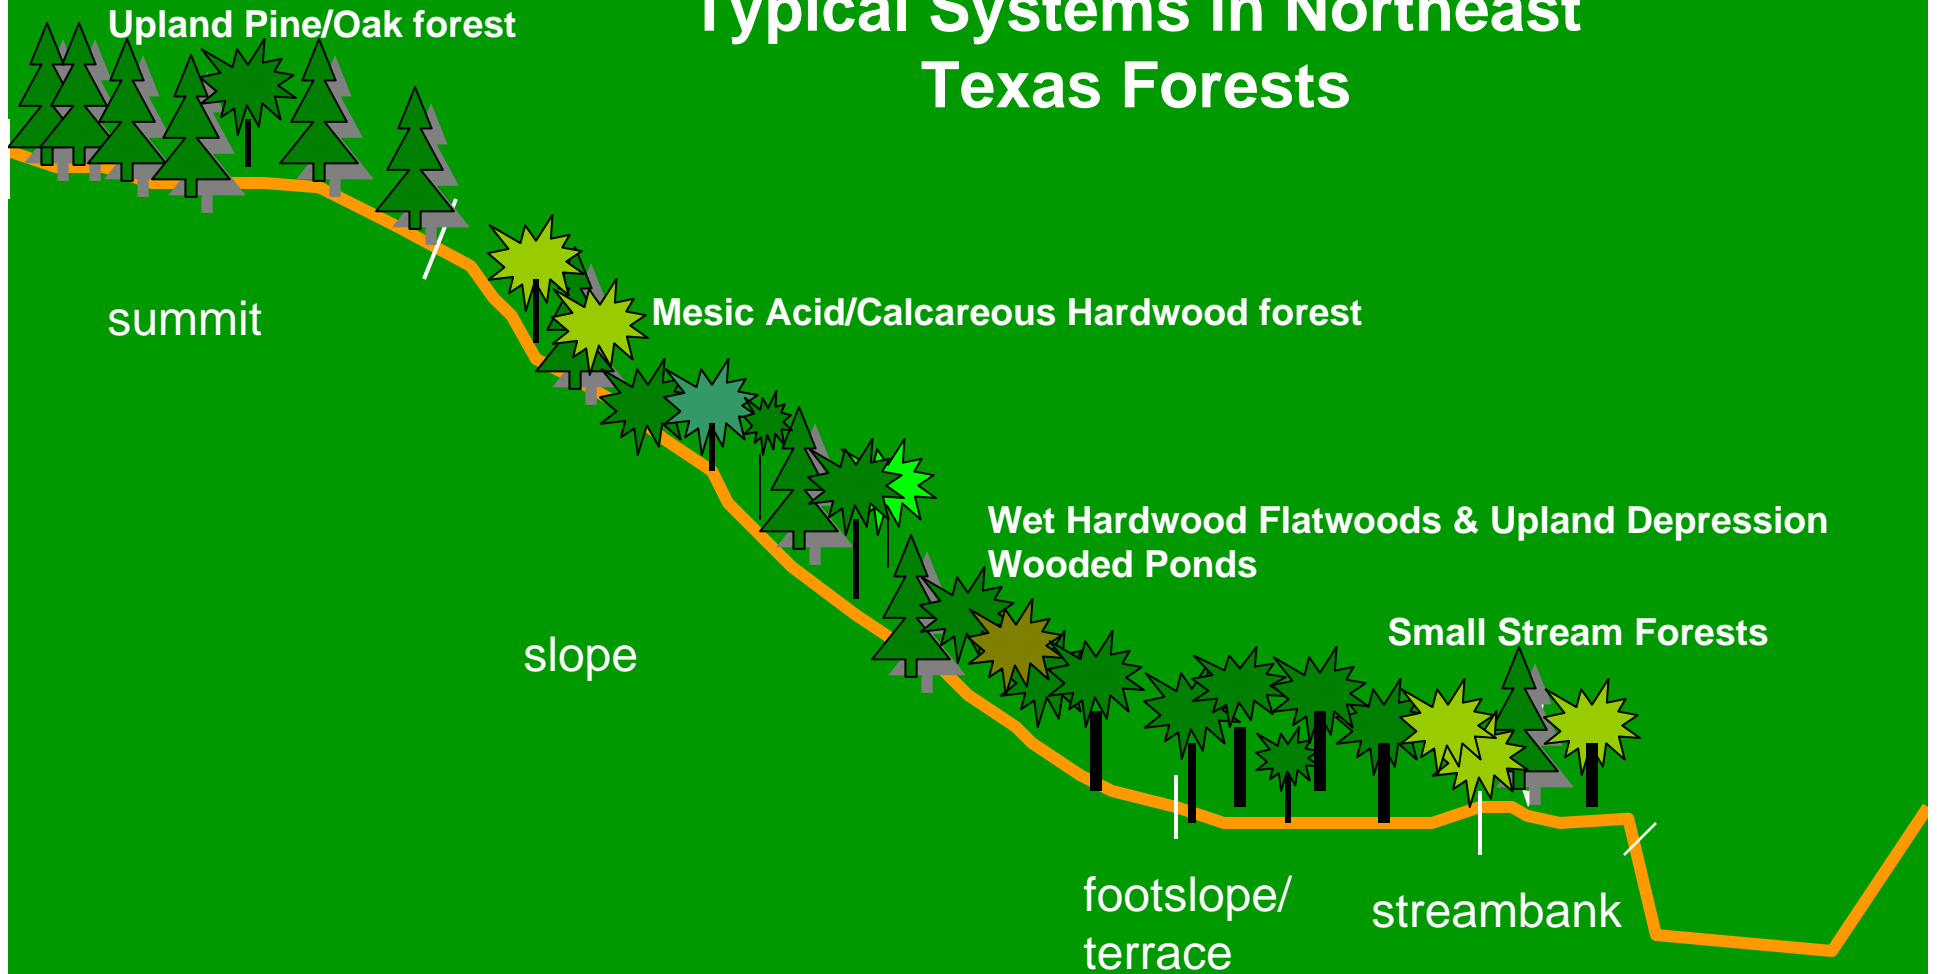 Typical Systems in Northeast
Texas Forests
Upland Pine/Oak forest
summit
Mesic Acid/Calcareous Hardwood forest
Wet Hardwood Flatwoods & Upland Depression
Wooded Ponds
Small Stream Forests
slope
footslope/
terrace
streambank